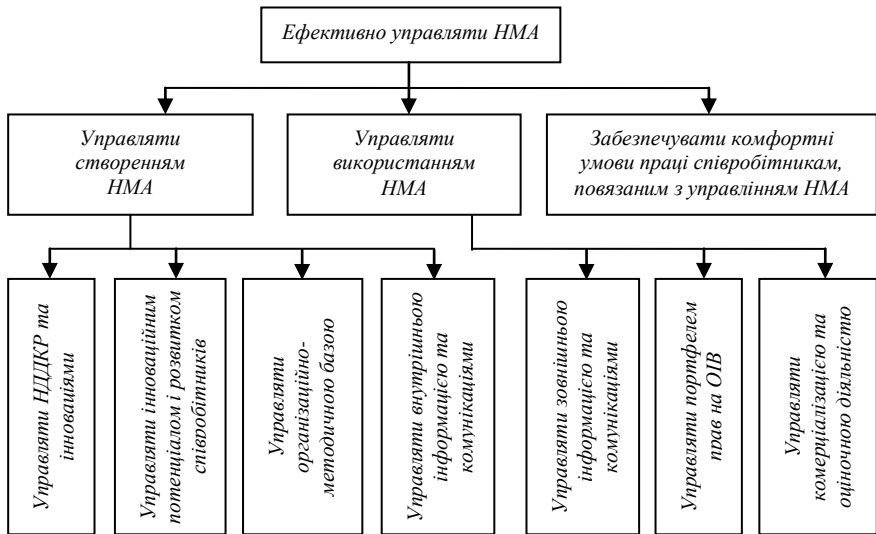 Ефективно управляти НМА
Управляти
створенням
НМА
Управляти
використанням
НМА
Забезпечувати комфортні
умови праці співробітникам,
повязаним з управлінням НМА
Управляти НДДКР та
інноваціями
Управляти інноваційним
потенціалом і розвитком
співробітників
Управляти
організаційно-
методичною базою
Управляти внутрішньою
інформацією та
комунікаціями
Управляти зовнішньою
інформацією та
комунікаціями
Управляти портфелем
прав на ОІВ
Управляти
комерціалізацією та
оціночною діяльністю